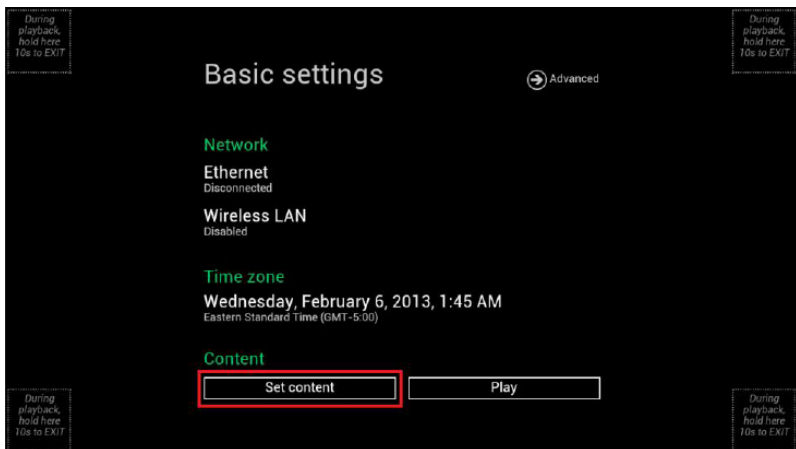 During
playback,
hold here
10s to EXIT
During
playback,
hold here
10s to EXIT
Basic settings
Advanced
Network
Ethernet
Disconnected
Wireless LAN
Disabled
Time zone
Wednesday, February 6, 2013, 1:45 AM
Eastern Standard Time (GMT-5:00)
Content
Set content
Play
During
playback,
hold here
10s to EXIT
During
playback,
hold here
10s to EXIT